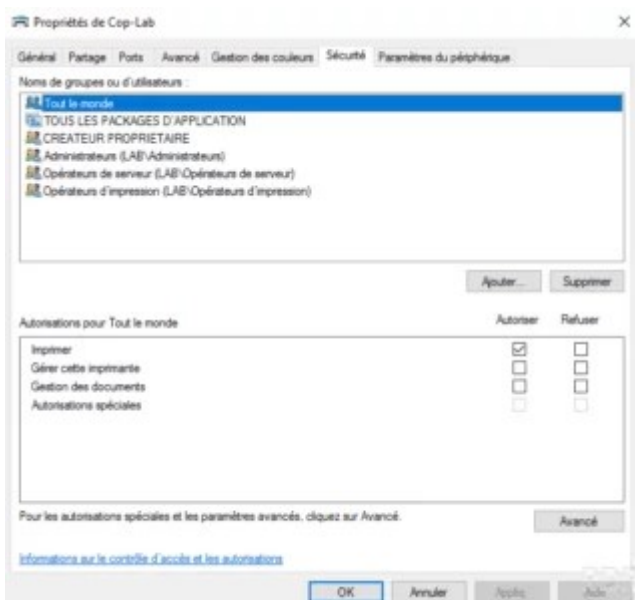 Propriétés de Cop-Lab
Général Partage Ports Avancé Gestion des couleurs Sécurité Paramètres du périphérique
Noms de groupes ou d'utilisateurs :
Tout le monde
TOUS LES PACKAGES D'APPLICATION
CREATEUR PROPRIETAIRE
Administrateurs (LAB\Administrateurs)
Opérateurs de serveur (LAB\Opérateurs de serveur)
Opérateurs d'impression (LAB\Opérateurs d'impression)
Ajouter... Supprimer
Autorisations pour Tout le monde Autoriser Refuser
Imprimer
Gérer cette imprimante
Gestion des documents
Autorisations spéciales
Pour les autorisations spéciales et les paramètres avancés, cliquez sur Avancé.
Avancé
Informations sur le contrôle d'accès et les autorisations
OK Annuler Appliq. Aide